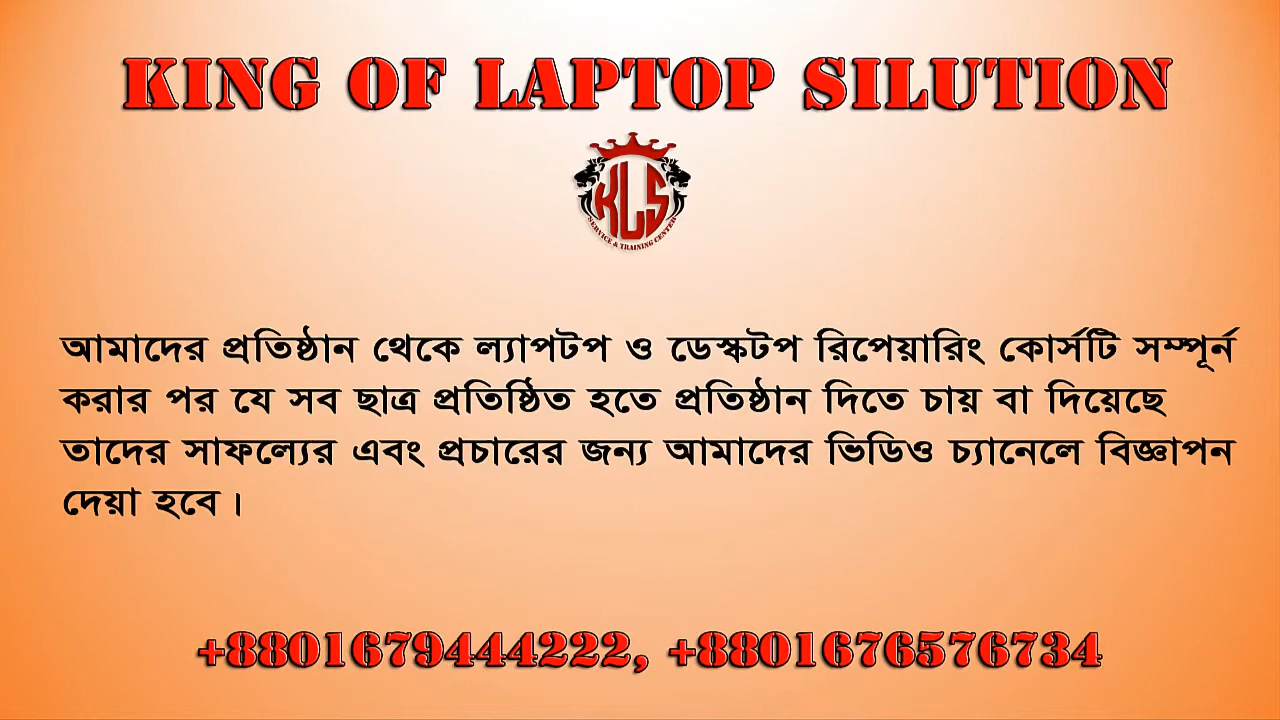 KING OF LAPTOP SILUTION
KLS
SERVICE & TRAINING CENTER
আমাদের প্রতিষ্ঠান থেকে ল্যাপটপ ও ডেস্কটপ রিপেয়ারিং কোর্সটি সম্পূর্ন
করার পর যে সব ছাত্র প্রতিষ্ঠিত হতে প্রতিষ্ঠান দিতে চায় বা দিয়েছে
তাদের সাফল্যের এবং প্রচারের জন্য আমাদের ভিডিও চ্যানেলে বিজ্ঞাপন
দেয়া হবে।
+8801679444222, +8801676576734